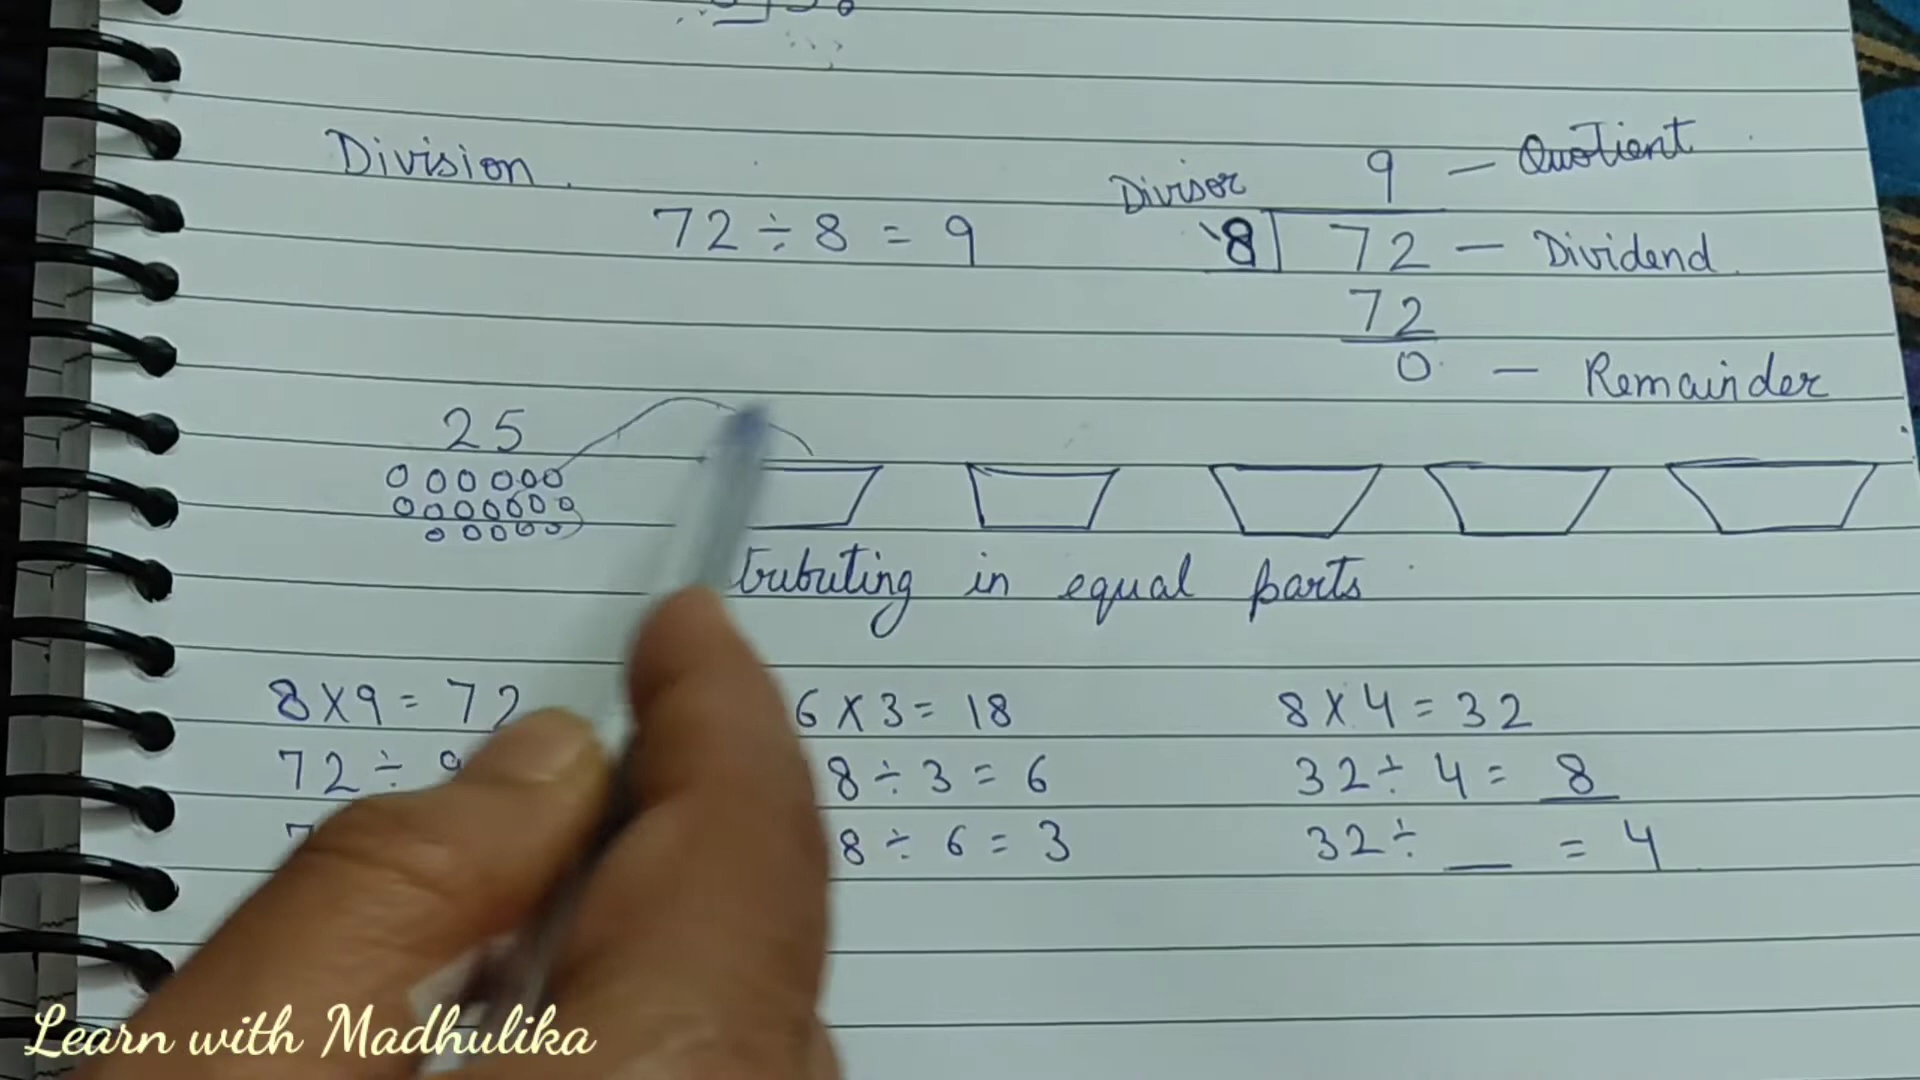 Division.
72 ÷ 8 = 9
Divisor 9 — Quotient
8 72 — Dividend
72
0 — Remainder
25
in equal parts
8 x 9 = 72 6 x 3 = 18 8 x 4 = 32
72 ÷ 8 ÷ 3 = 6 32 ÷ 4 = 8
8 ÷ 6 = 3 32 ÷ __ = 4
Learn with Madhulika